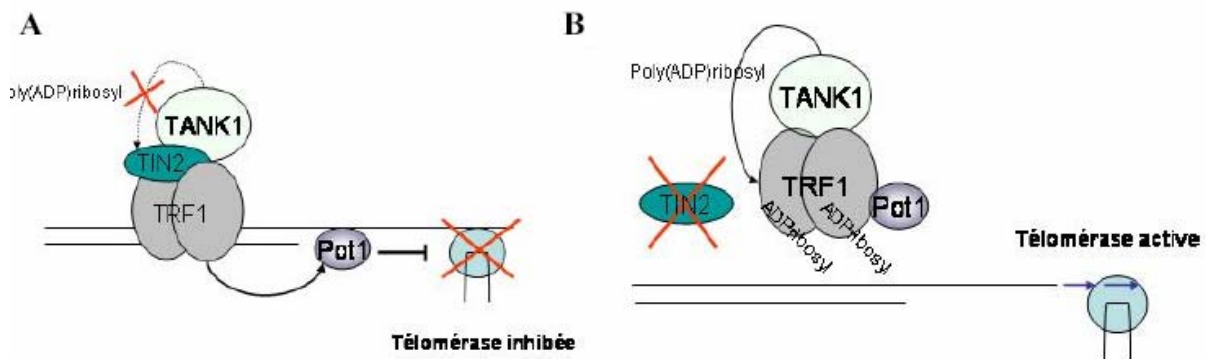 A
oly(ADP)ribosyl
TANK1
TIN2
TRF1
Pot1
Télomérase inhibée
B
Poly(ADP)ribosyl
TANK1
TIN2
TRF1
Pot1
ADPribosyl
ADPribosyl
Télomérase active